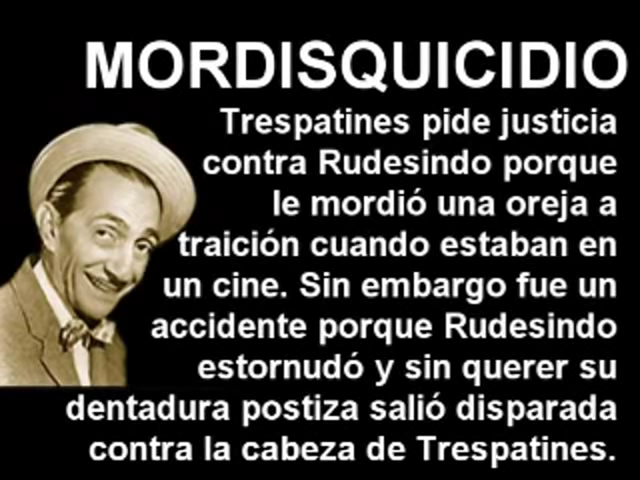 MORDISQUICIDIO
Trespatines pide justicia
contra Rudesindo porque
le mordió una oreja a
traición cuando estaban en
un cine. Sin embargo fue un
accidente porque Rudesindo
estornudó y sin querer su
dentadura postiza salió disparada
contra la cabeza de Trespatines.